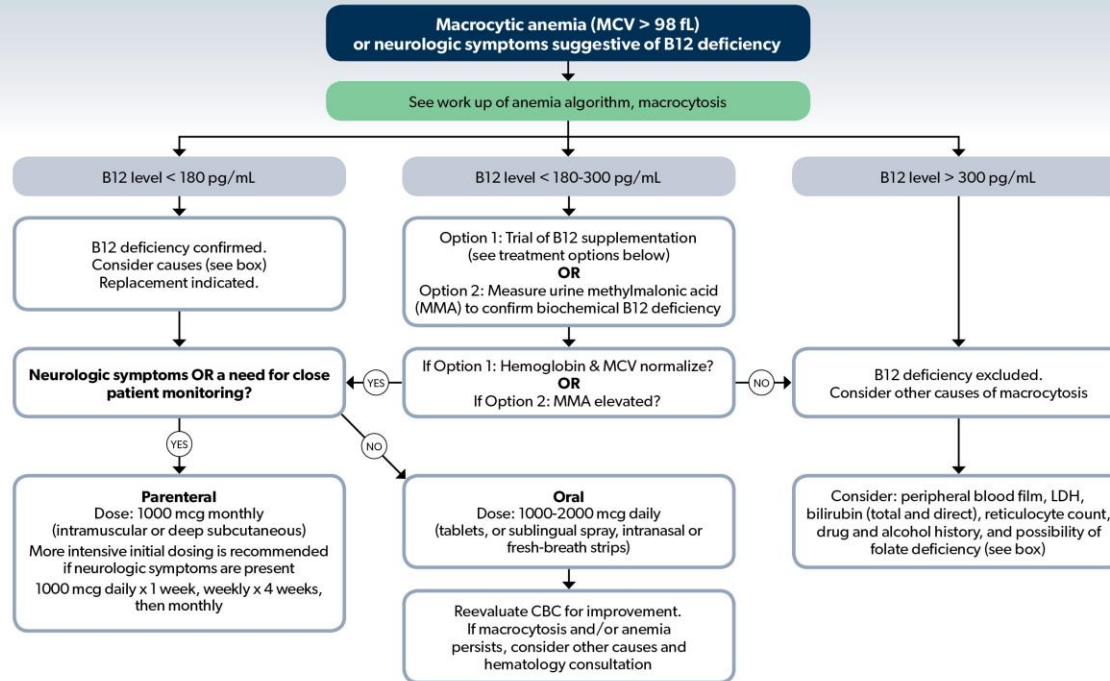 Macrocytic anemia (MCV > 98 fL)
or neurologic symptoms suggestive of B12 deficiency
See work up of anemia algorithm, macrocytosis
B12 level < 180 pg/mL
B12 deficiency confirmed.
Consider causes (see box)
Replacement indicated.
B12 level < 180-300 pg/mL
Option 1: Trial of B12 supplementation
(see treatment options below)
OR
Option 2: Measure urine methylmalonic acid
(MMA) to confirm biochemical B12 deficiency
B12 level > 300 pg/mL
Neurologic symptoms OR a need for close
patient monitoring?
YES
If Option 1: Hemoglobin & MCV normalize?
OR
If Option 2: MMA elevated?
NO
B12 deficiency excluded.
Consider other causes of macrocytosis
YES
NO
Parenteral
Dose: 1000 mcg monthly
(intramuscular or deep subcutaneous)
More intensive initial dosing is recommended
if neurologic symptoms are present
1000 mcg daily x 1 week, weekly x 4 weeks,
then monthly
Oral
Dose: 1000-2000 mcg daily
(tablets, or sublingual spray, intranasal or
fresh-breath strips)
Reevaluate CBC for improvement.
If macrocytosis and/or anemia
persists, consider other causes and
hematology consultation
Consider: peripheral blood film, LDH,
bilirubin (total and direct), reticulocyte count,
drug and alcohol history, and possibility of
folate deficiency (see box)